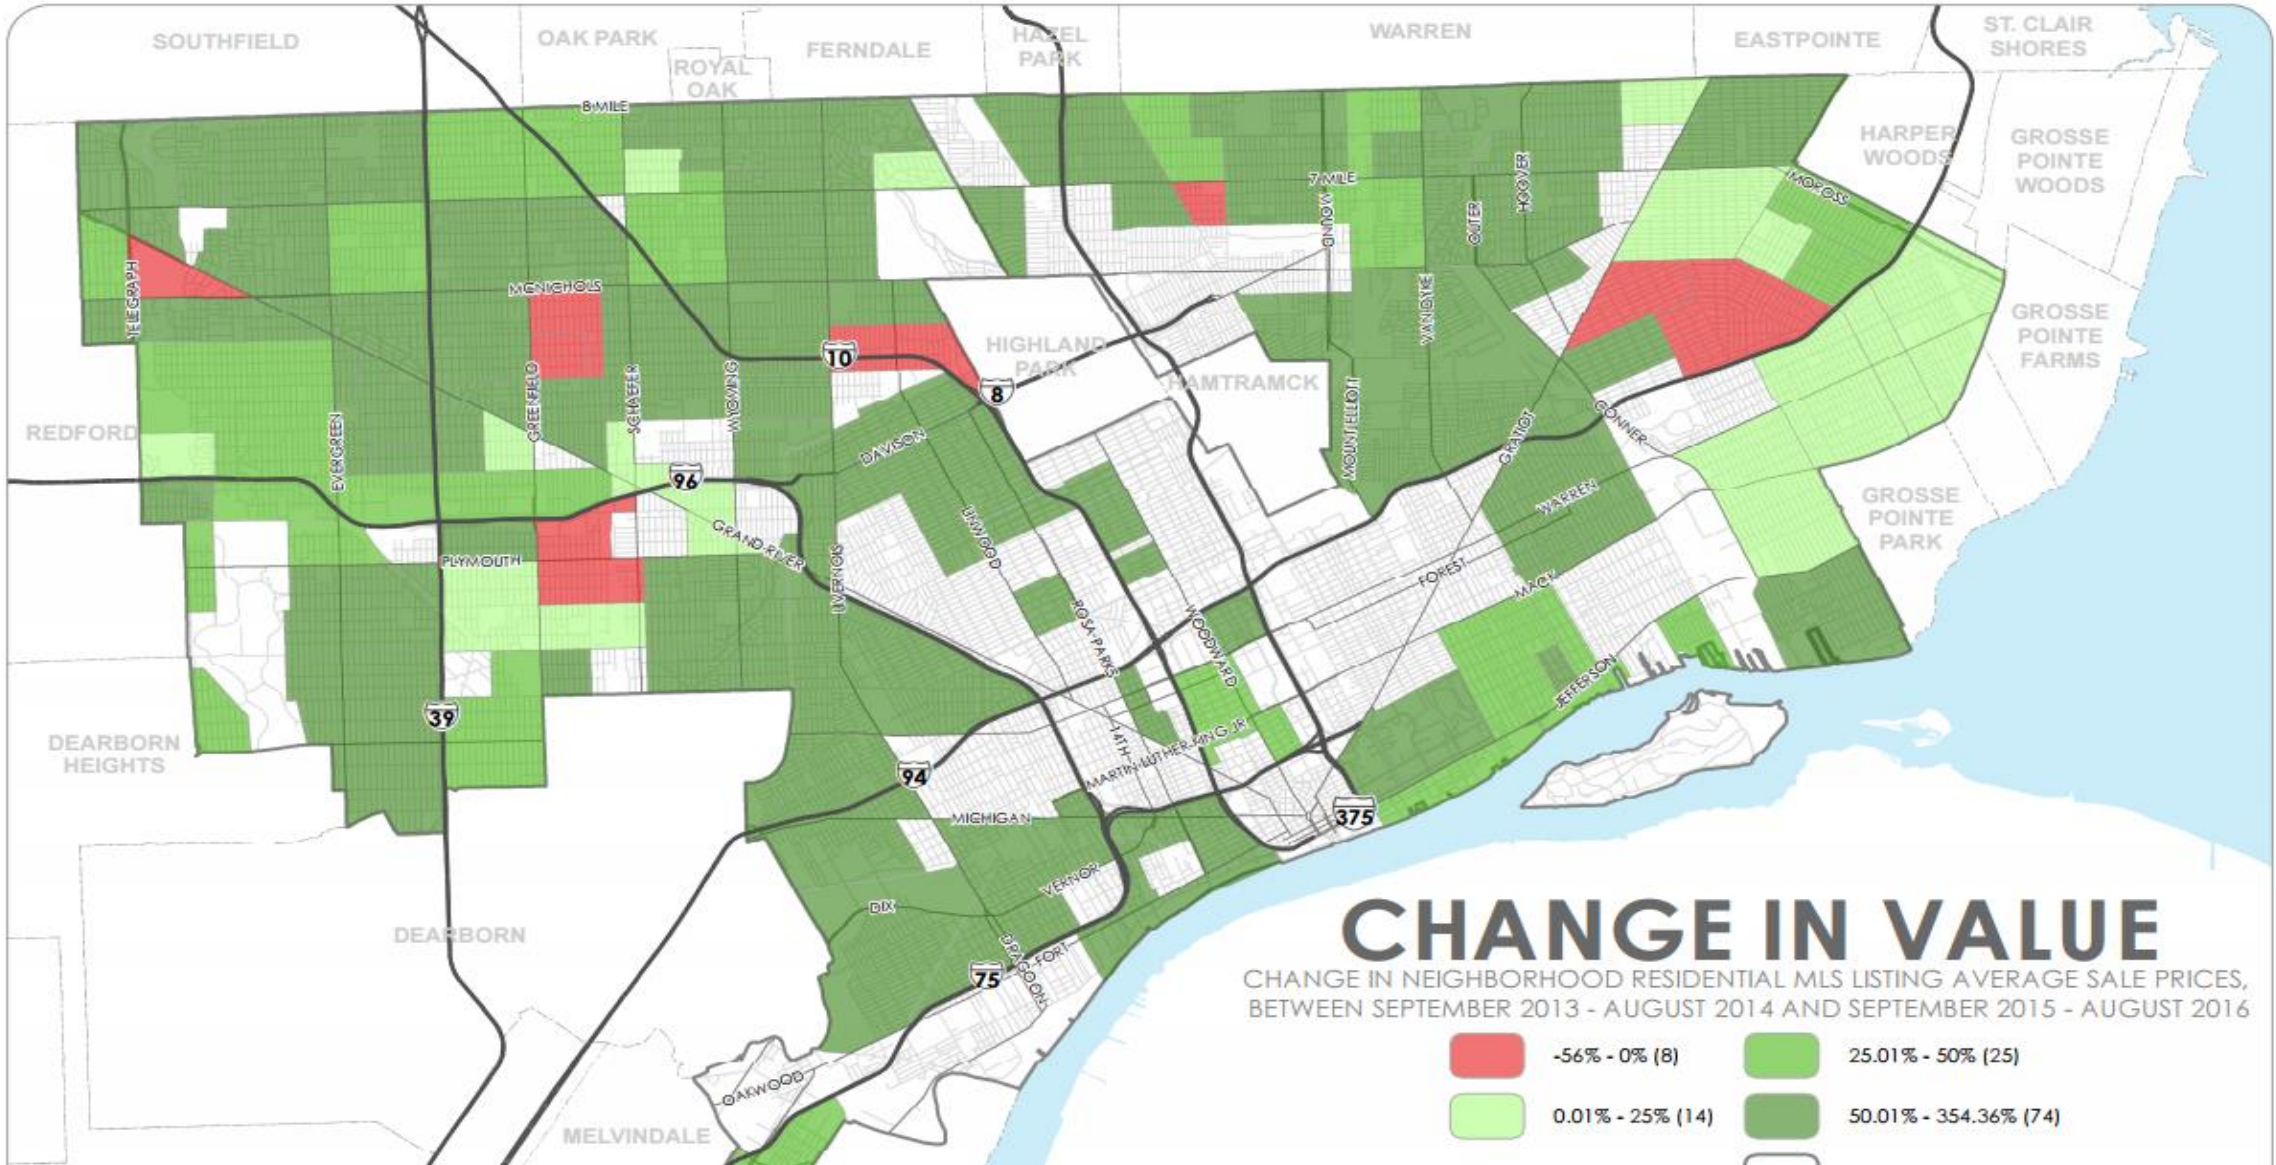 SOUTHFIELD
OAK PARK
ROYAL
OAK
FERNDALE
HAZEL
PARK
WARREN
EASTPOINTE
ST. CLAIR
SHORES
8 MILE
HARPER
WOODS
GROSSE
POINTE
WOODS
7 MILE
MOROSS
HOOVER
OUTER
MOUND
TELEGRAPH
MCNICHOLS
VANDYKE
GROSSE
POINTE
FARMS
HIGHLAND
PARK
10
8
HAMTRAMCK
REDFORD
EVERGREEN
GREENFIELD
SCHAEFER
WYOMING
DAVISON
MOUNT ELLIOTT
GRATIOT
CONNER
96
GRAND RIVER
LINWOOD
WARREN
GROSSE
POINTE
PARK
PLYMOUTH
LIVERNOIS
FOREST
MACK
ROSA-PARKS
WOODWARD
JEFFERSON
39
DEARBORN
HEIGHTS
14TH
MARTIN-LUTHER-KING JR
94
MICHIGAN
375
VERNOR
DIX
DEARBORN
DRAGOON
FORT
75
OAKWOOD
MELVINDALE
CHANGE IN VALUE
CHANGE IN NEIGHBORHOOD RESIDENTIAL MLS LISTING AVERAGE SALE PRICES,
BETWEEN SEPTEMBER 2013 - AUGUST 2014 AND SEPTEMBER 2015 - AUGUST 2016
-56% - 0% (8)
25.01% - 50% (25)
0.01% - 25% (14)
50.01% - 354.36% (74)